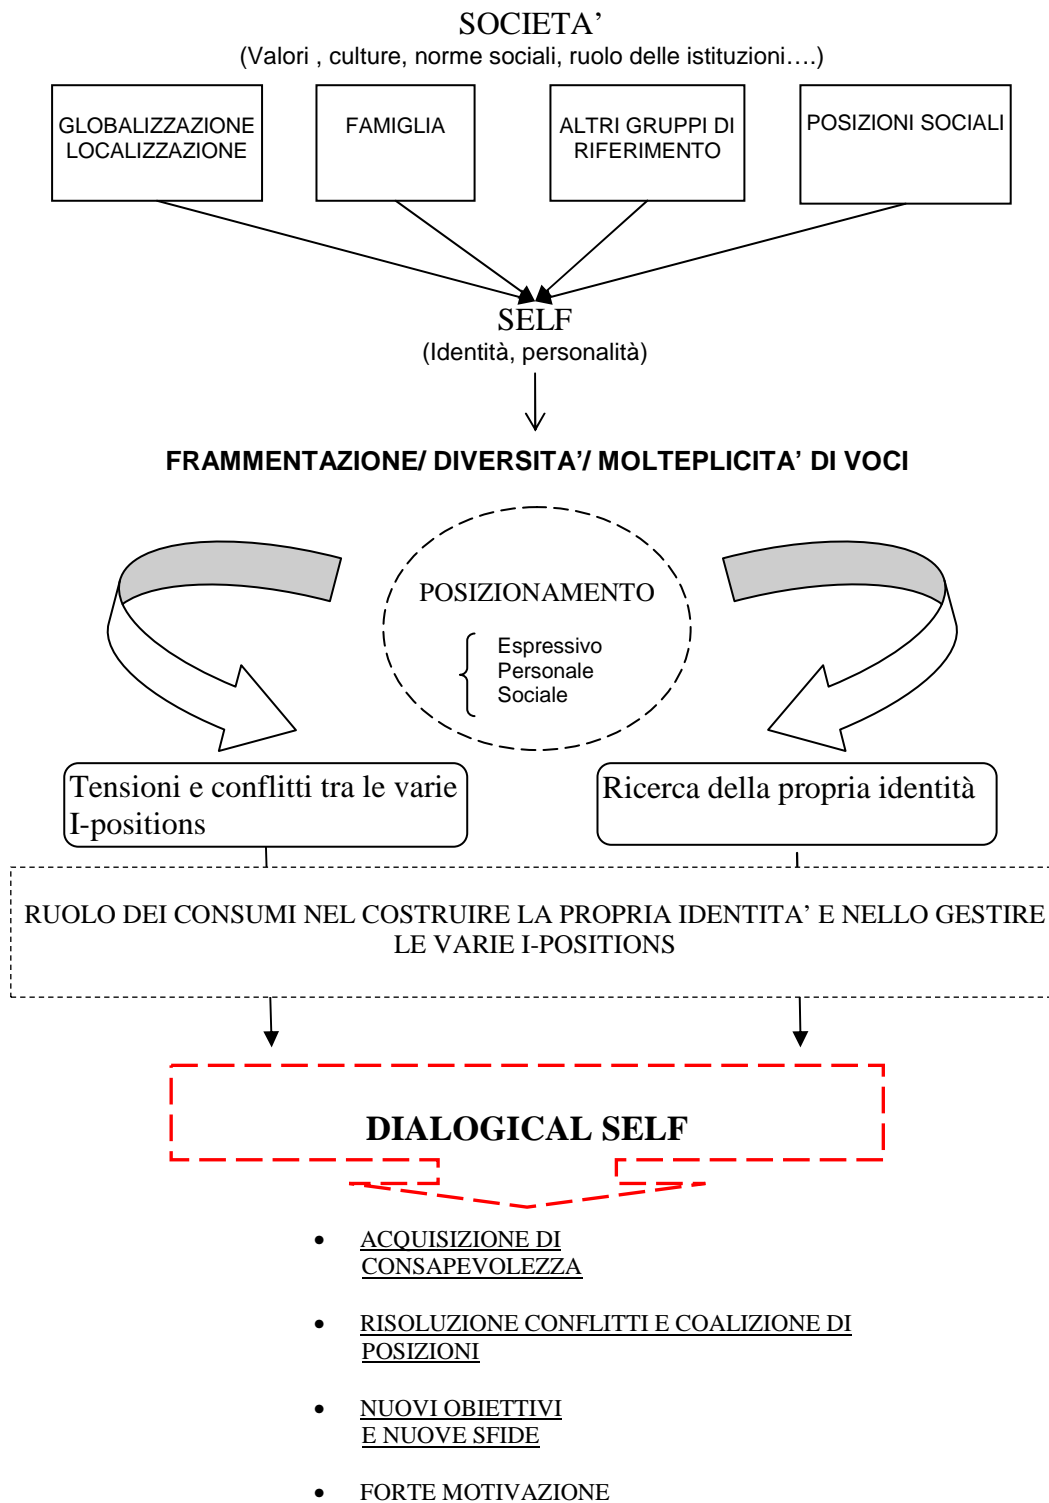 SOCIETA’
(Valori , culture, norme sociali, ruolo delle istituzioni….)
GLOBALIZZAZIONE
LOCALIZZAZIONE
FAMIGLIA
ALTRI GRUPPI DI
RIFERIMENTO
POSIZIONI SOCIALI
SELF
(Identità, personalità)
FRAMMENTAZIONE/ DIVERSITA’/ MOLTEPLICITA’ DI VOCI
POSIZIONAMENTO
Espressivo
Personale
Sociale
Tensioni e conflitti tra le varie
I-positions
Ricerca della propria identità
RUOLO DEI CONSUMI NEL COSTRUIRE LA PROPRIA IDENTITA’ E NELLO GESTIRE
LE VARIE I-POSITIONS
DIALOGICAL SELF
• ACQUISIZIONE DI
CONSAPEVOLEZZA
• RISOLUZIONE CONFLITTI E COALIZIONE DI
POSIZIONI
• NUOVI OBIETTIVI
E NUOVE SFIDE
• FORTE MOTIVAZIONE